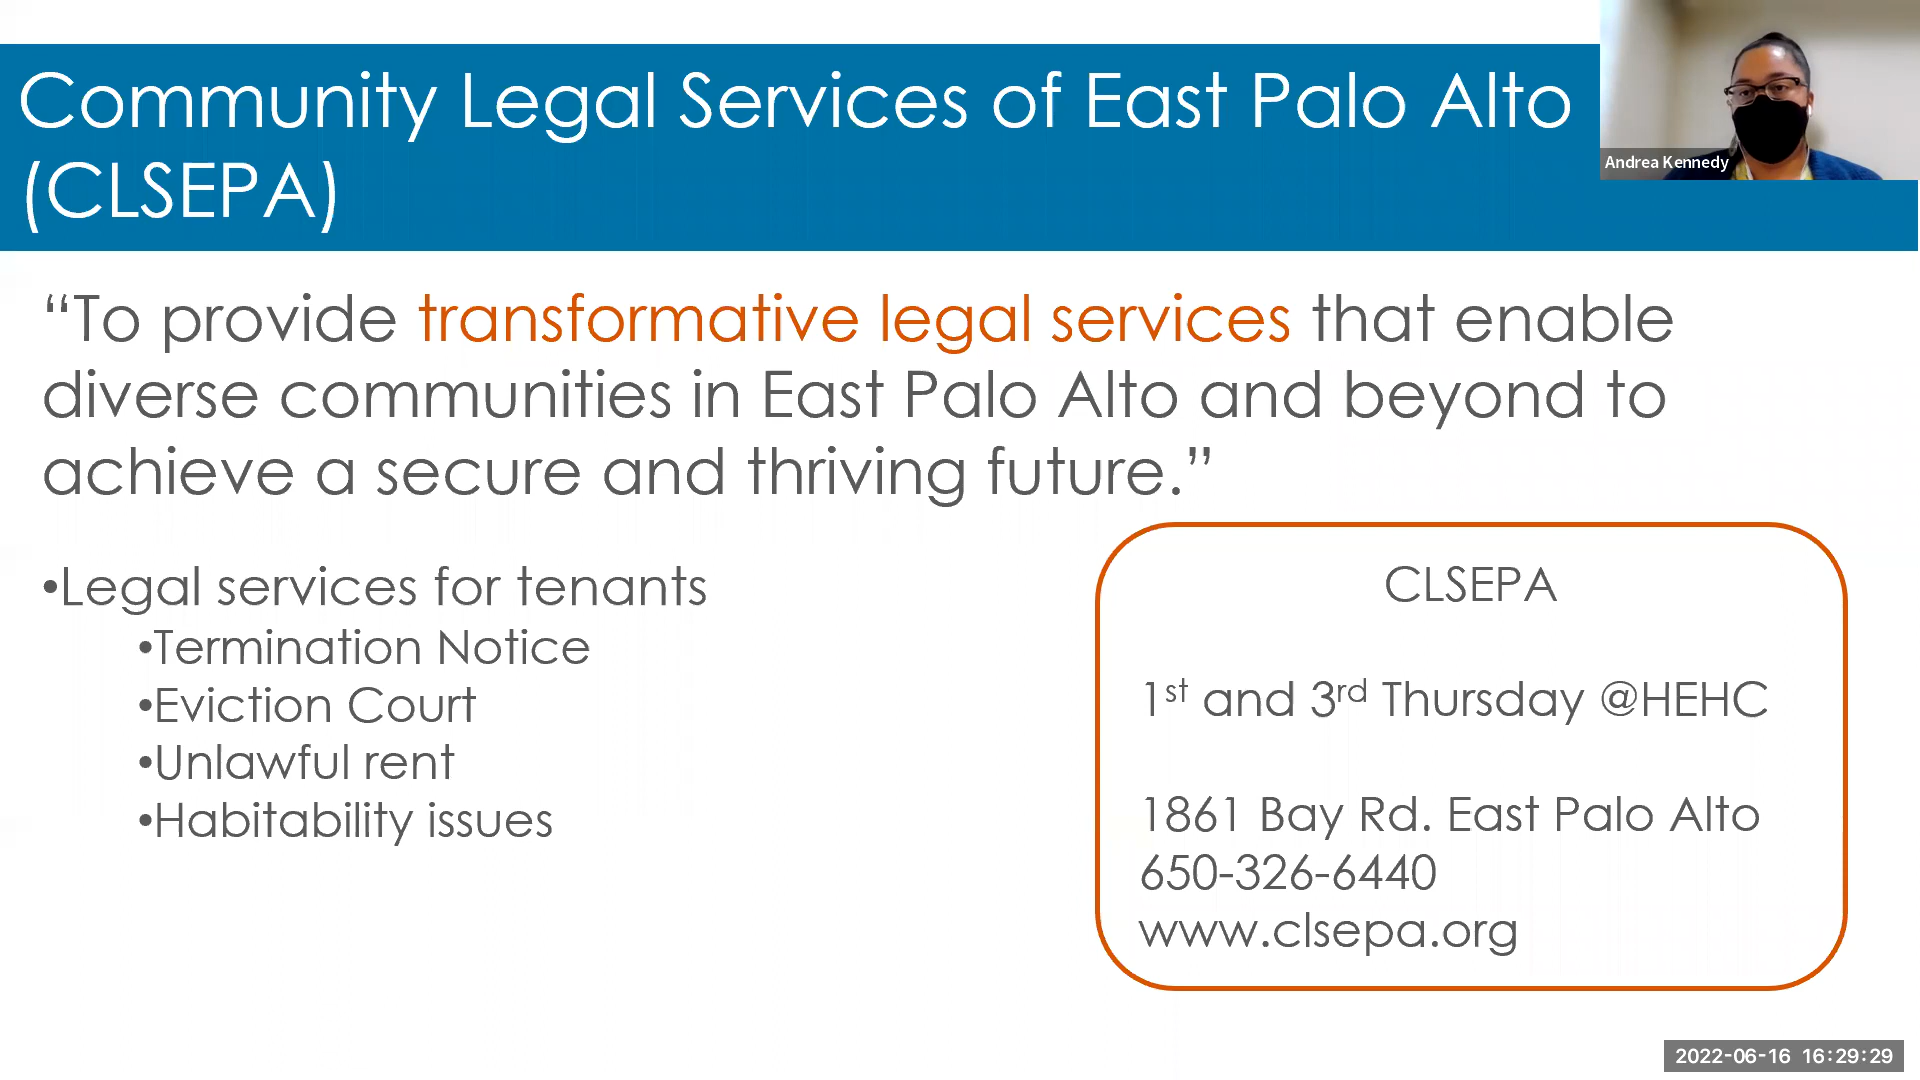 Community Legal Services of East Palo Alto
(CLSEPA)
Andrea Kennedy
“To provide transformative legal services that enable
diverse communities in East Palo Alto and beyond to
achieve a secure and thriving future.”
•Legal services for tenants
•Termination Notice
•Eviction Court
•Unlawful rent
•Habitability issues
CLSEPA
1st and 3rd Thursday @HEHC
1861 Bay Rd. East Palo Alto
650-326-6440
www.clsepa.org
2022-06-16 16:29:29